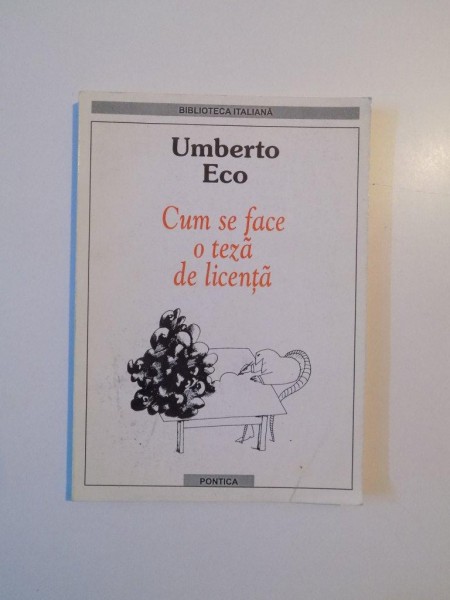 BIBLIOTECA ITALIANĂ
Umberto
Eco
Cum se face
o teză
de licență
PONTICA